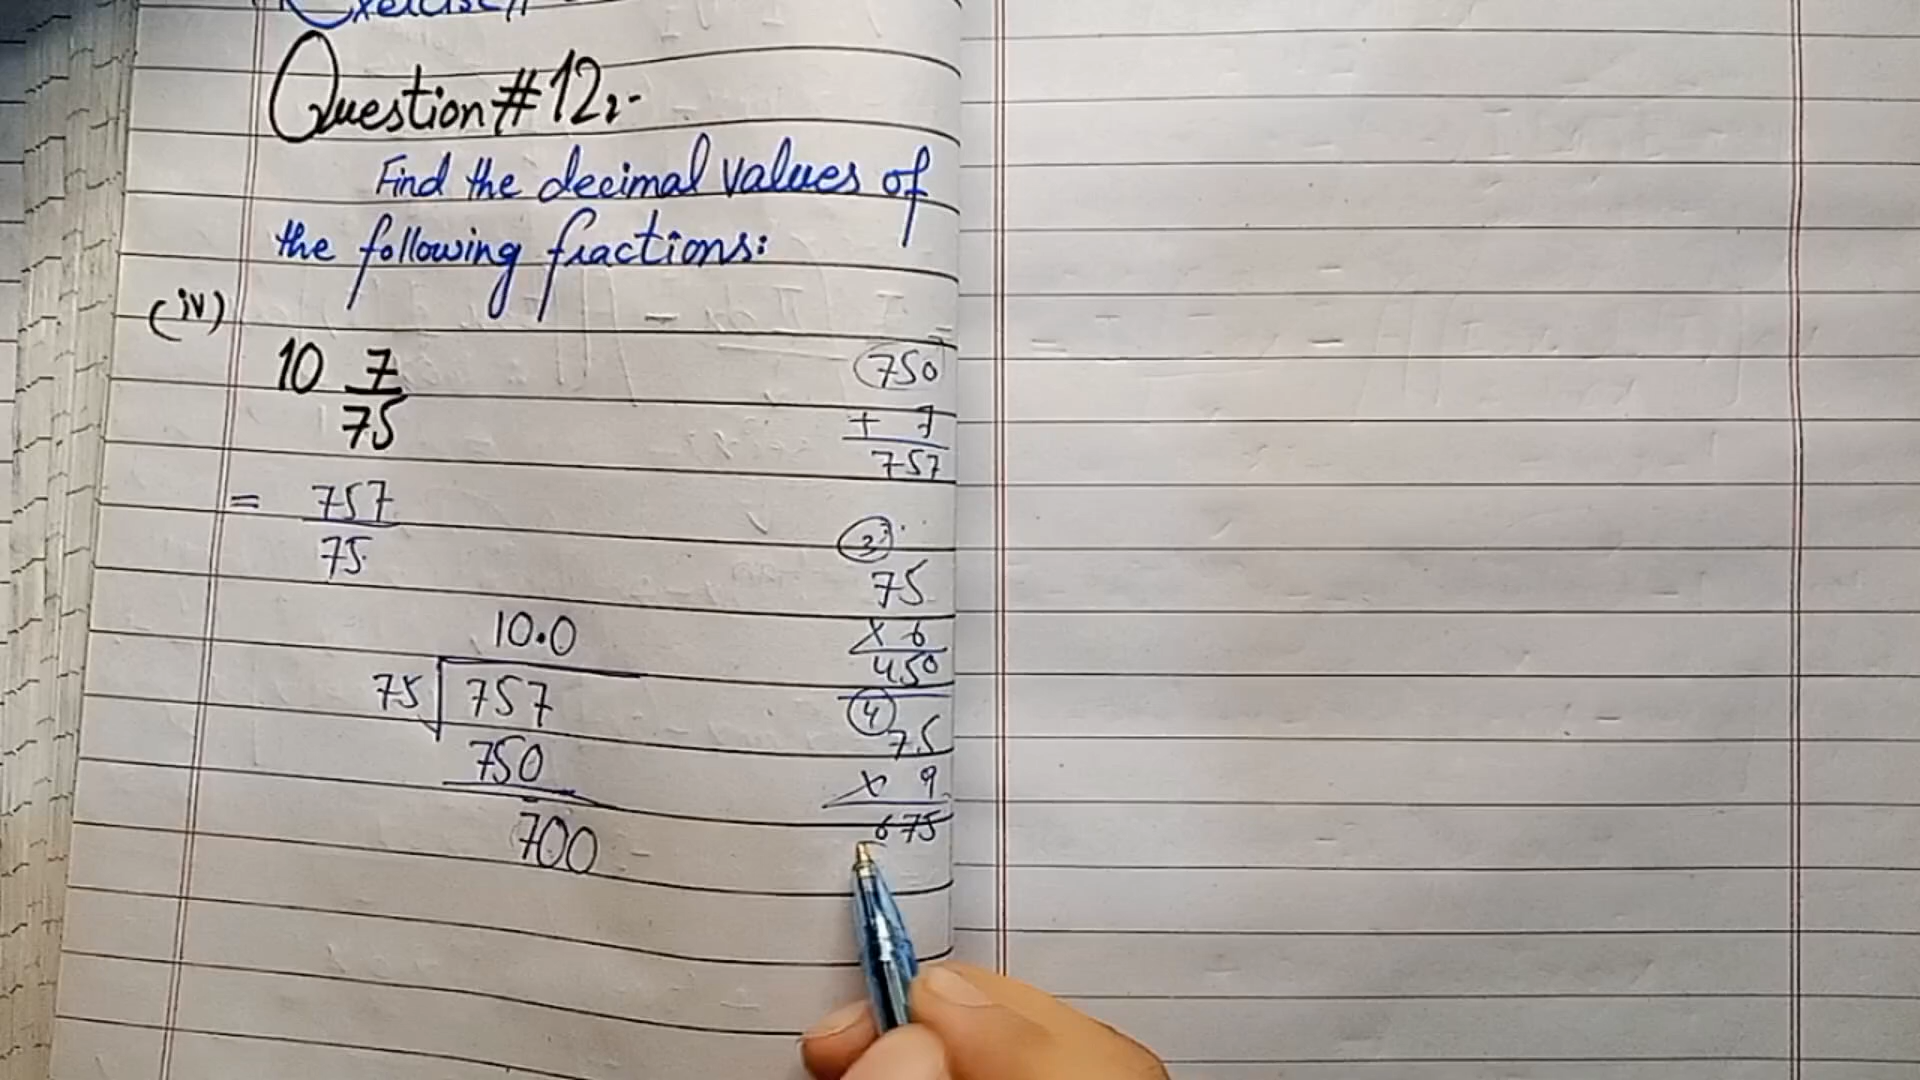 Exercise#
Question#12:-
Find the decimal values of
the following fractions:
(iv)
10 7
75
= 757
75
10.0
75 757
750
700
750
+ 7
757
3
75
x 6
450
4
75
x 9
675